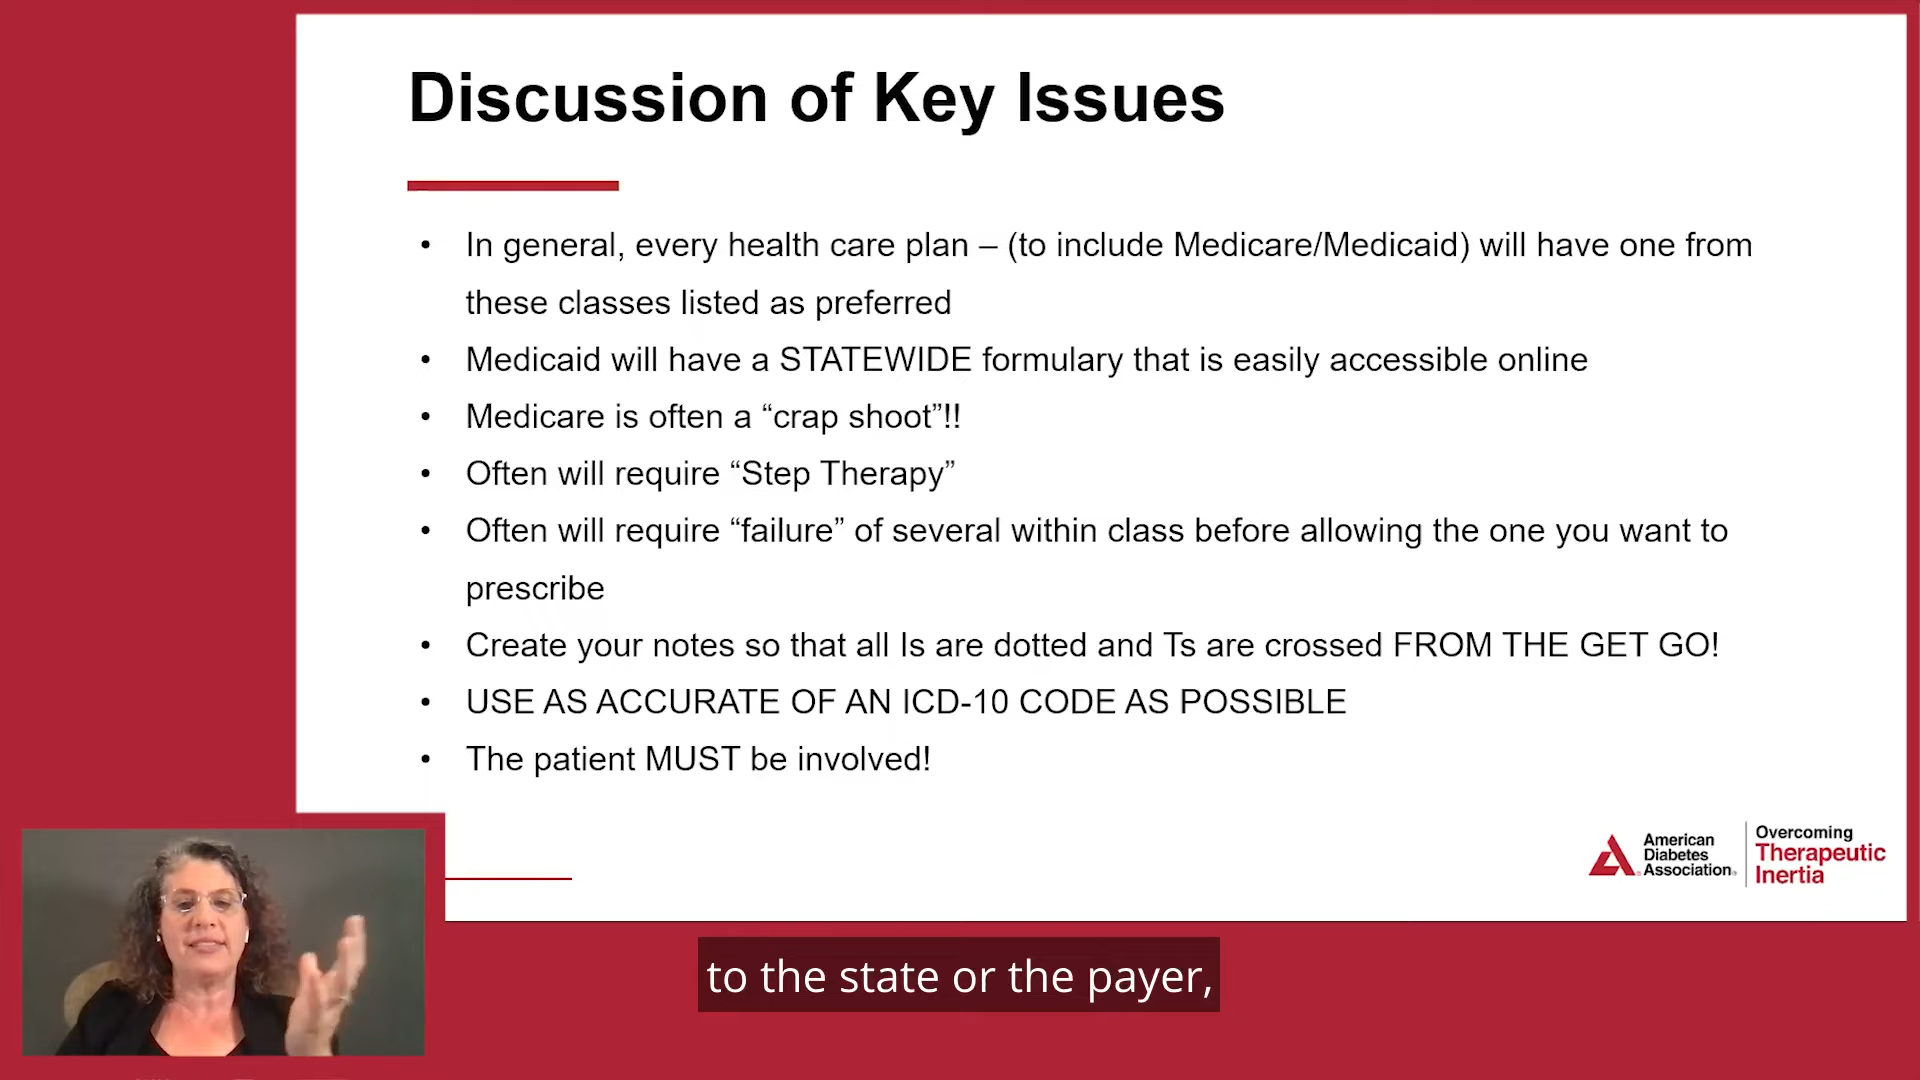 Discussion of Key Issues
• In general, every health care plan – (to include Medicare/Medicaid) will have one from
these classes listed as preferred
• Medicaid will have a STATEWIDE formulary that is easily accessible online
• Medicare is often a “crap shoot”!!
• Often will require “Step Therapy”
• Often will require “failure” of several within class before allowing the one you want to
prescribe
• Create your notes so that all Is are dotted and Ts are crossed FROM THE GET GO!
• USE AS ACCURATE OF AN ICD-10 CODE AS POSSIBLE
• The patient MUST be involved!
American
Diabetes
Association®
Overcoming
Therapeutic
Inertia
to the state or the payer,